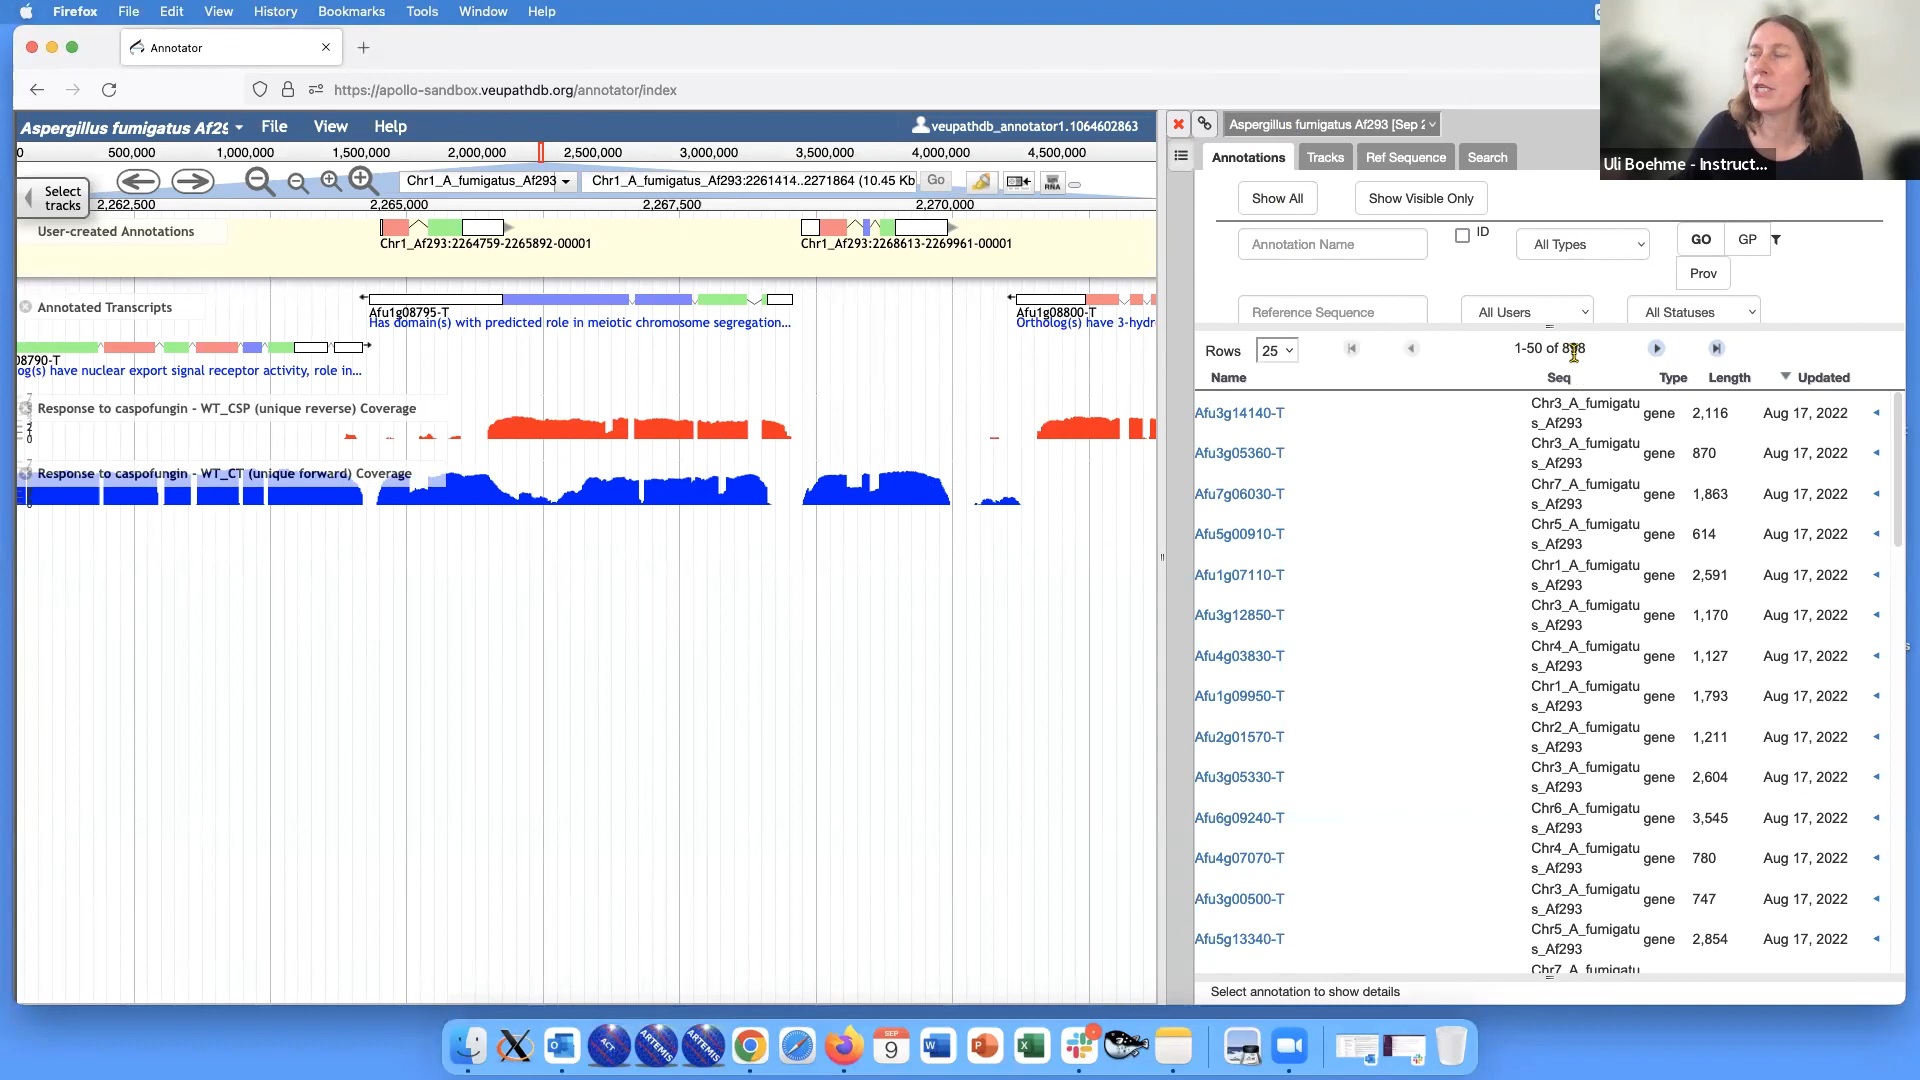 Firefox File Edit View History Bookmarks Tools Window Help
Annotator
https://apollo-sandbox.veupathdb.org/annotator/index
Uli Boehme - Instruct...
Aspergillus fumigatus Af29 File View Help
veupathdb_annotator1.1064602863
0 500,000 1,000,000 1,500,000 2,000,000 2,500,000 3,000,000 3,500,000 4,000,000 4,500,000
Select tracks
Chr1_A_fumigatus_Af293
Chr1_A_fumigatus_Af293:2261414..2271864 (10.45 Kb
Go
RNA
2,262,500 2,265,000 2,267,500 2,270,000
User-created Annotations
Chr1_Af293:2264759-2265892-00001
Chr1_Af293:2268613-2269961-00001
Annotated Transcripts
Afu1g08795-T
Has domain(s) with predicted role in meiotic chromosome segregation...
Afu1g08800-T
Ortholog(s) have 3-hydr
08790-T
og(s) have nuclear export signal receptor activity, role in...
Response to caspofungin - WT_CSP (unique reverse) Coverage
Response to caspofungin - WT_CT (unique forward) Coverage
Aspergillus fumigatus Af293 [Sep 2
Annotations Tracks Ref Sequence Search
Show All Show Visible Only
Annotation Name ID All Types GO GP
Prov
Reference Sequence All Users All Statuses
Rows 25 1-50 of
Name Seq Type Length Updated
Afu3g14140-T Chr3_A_fumigatus_Af293 gene 2,116 Aug 17, 2022
Afu3g05360-T Chr3_A_fumigatus_Af293 gene 870 Aug 17, 2022
Afu7g06030-T Chr7_A_fumigatus_Af293 gene 1,863 Aug 17, 2022
Afu5g00910-T Chr5_A_fumigatus_Af293 gene 614 Aug 17, 2022
Afu1g07110-T Chr1_A_fumigatus_Af293 gene 2,591 Aug 17, 2022
Afu3g12850-T Chr3_A_fumigatus_Af293 gene 1,170 Aug 17, 2022
Afu4g03830-T Chr4_A_fumigatus_Af293 gene 1,127 Aug 17, 2022
Afu1g09950-T Chr1_A_fumigatus_Af293 gene 1,793 Aug 17, 2022
Afu2g01570-T Chr2_A_fumigatus_Af293 gene 1,211 Aug 17, 2022
Afu3g05330-T Chr3_A_fumigatus_Af293 gene 2,604 Aug 17, 2022
Afu6g09240-T Chr6_A_fumigatus_Af293 gene 3,545 Aug 17, 2022
Afu4g07070-T Chr4_A_fumigatus_Af293 gene 780 Aug 17, 2022
Afu3g00500-T Chr3_A_fumigatus_Af293 gene 747 Aug 17, 2022
Afu5g13340-T Chr5_A_fumigatus_Af293 gene 2,854 Aug 17, 2022
Chr7_A_fumigatu
Select annotation to show details
ACT ARTEMIS ARTEMIS SEP 9